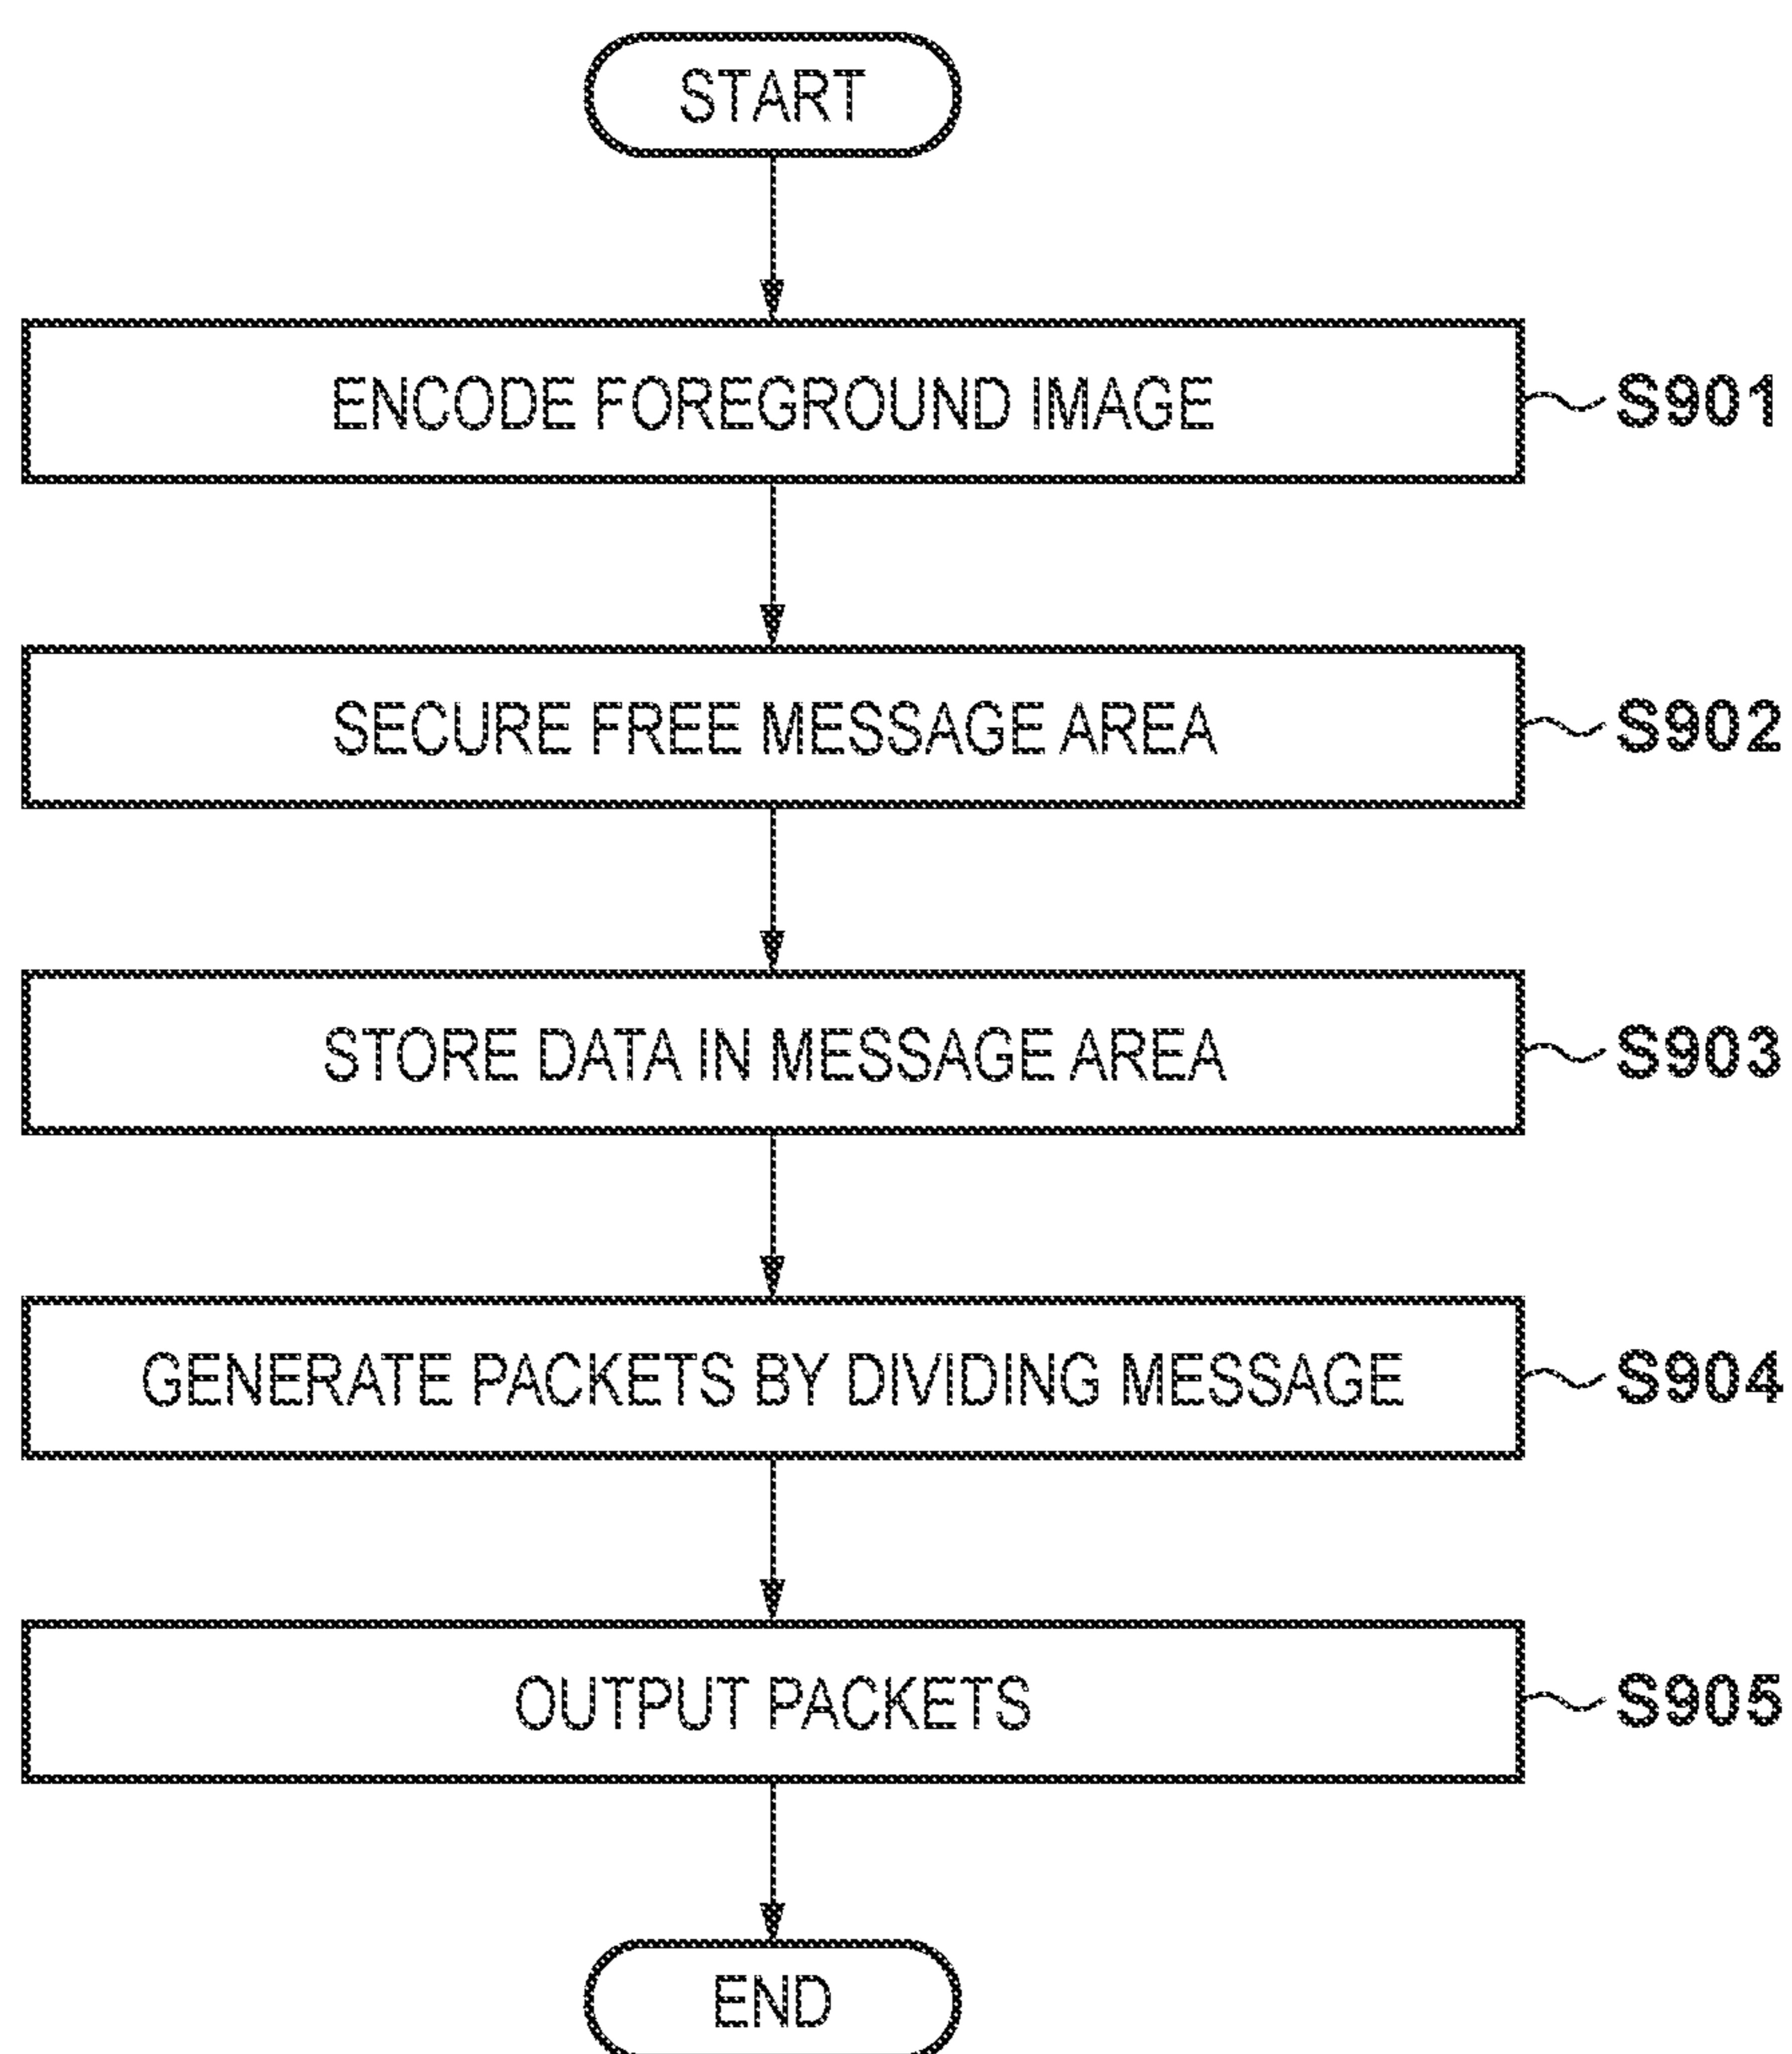 START
ENCODE FOREGROUND IMAGE
S901
SECURE FREE MESSAGE AREA
S902
STORE DATA IN MESSAGE AREA
S903
GENERATE PACKETS BY DIVIDING MESSAGE
S904
OUTPUT PACKETS
S905
END